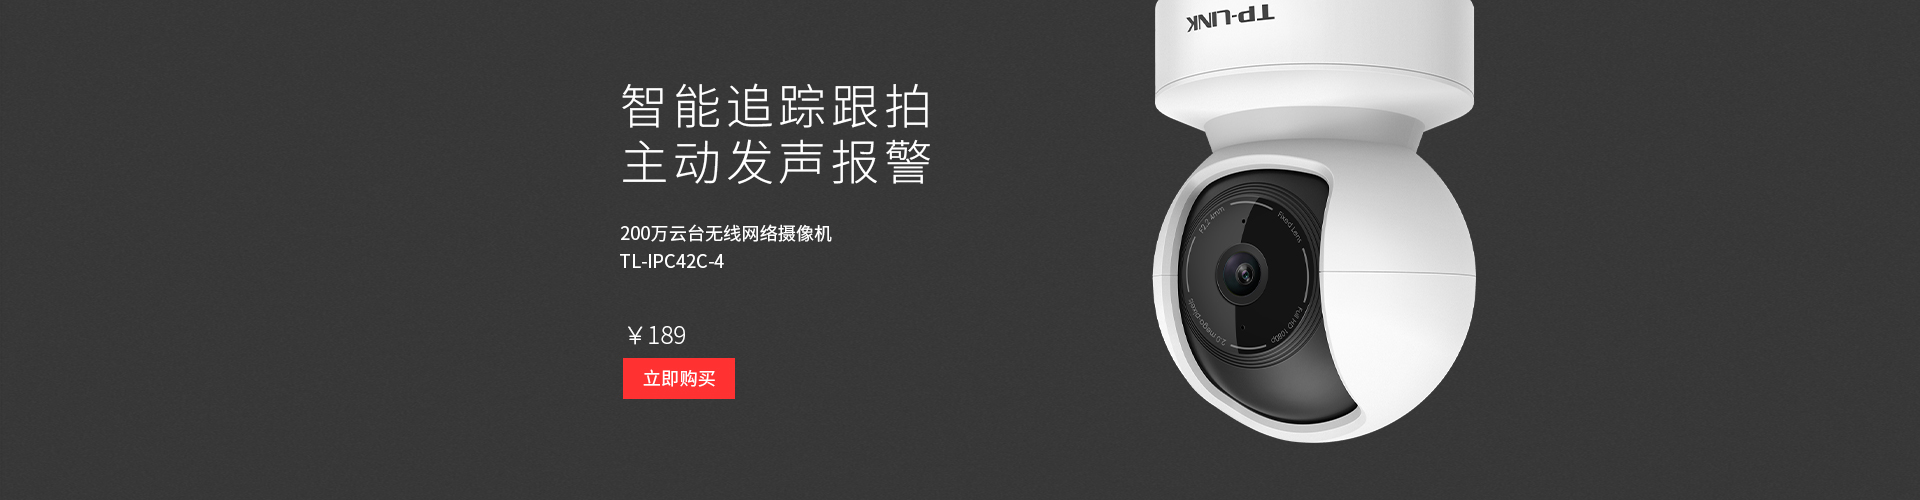 智能追踪跟拍
主动发声报警
200万云台无线网络摄像机
TL-IPC42C-4
￥189
立即购买
TP-LINK
F2.2 4mm
Fixed Lens
2.0 mega pixels
Full HD 1080p